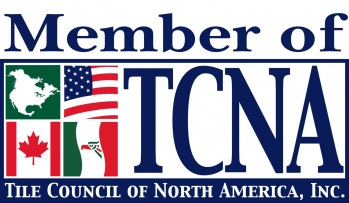 Member of
TCNA
Tile Council of North America, Inc.